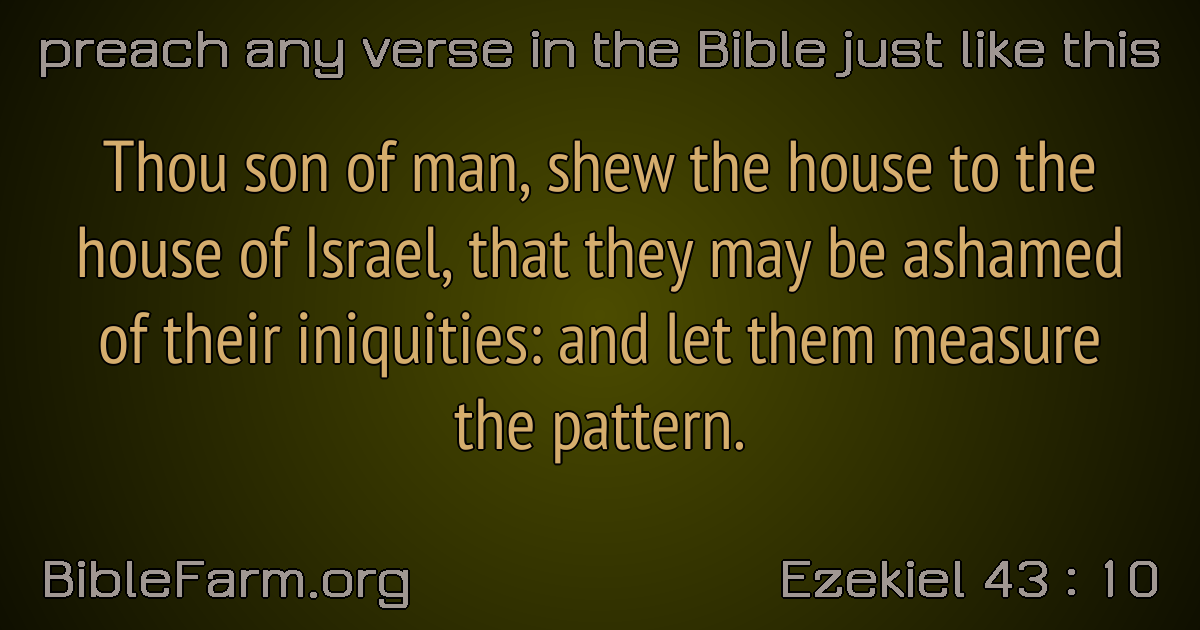 preach any verse in the Bible just like this
Thou son of man, shew the house to the
house of Israel, that they may be ashamed
of their iniquities: and let them measure
the pattern.
BibleFarm.org
Ezekiel 43 : 10